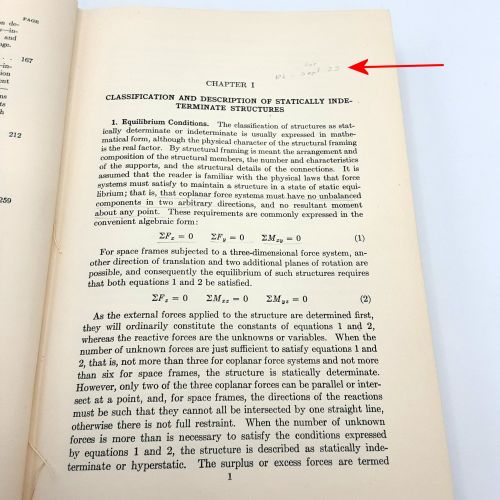 PAGE
on de-
r—in-
and
nge.
. . 167
-in-
tion
nent
ms
ts
h
212
259
Sept 23
CHAPTER I
CLASSIFICATION AND DESCRIPTION OF STATICALLY INDE-
TERMINATE STRUCTURES
1. Equilibrium Conditions. The classification of structures as stat-
ically determinate or indeterminate is usually expressed in mathe-
matical form, although the physical character of the structural framing
is the real factor. By structural framing is meant the arrangement and
composition of the structural members, the number and characteristics
of the supports, and the structural details of the connections. It is
assumed that the reader is familiar with the physical laws that force
systems must satisfy to maintain a structure in a state of static equi-
librium; that is, that coplanar force systems must have no unbalanced
components in two arbitrary directions, and no resultant moment
about any point. These requirements are commonly expressed in the
convenient algebraic form:
ΣFx = 0 ΣFy = 0 ΣMxy = 0 (1)
For space frames subjected to a three-dimensional force system, an-
other direction of translation and two additional planes of rotation are
possible, and consequently the equilibrium of such structures requires
that both equations 1 and 2 be satisfied.
ΣFz = 0 ΣMxz = 0 ΣMyz = 0 (2)
As the external forces applied to the structure are determined first,
they will ordinarily constitute the constants of equations 1 and 2,
whereas the reactive forces are the unknowns or variables. When the
number of unknown forces are just sufficient to satisfy equations 1 and
2, that is, not more than three for coplanar force systems and not more
than six for space frames, the structure is statically determinate.
However, only two of the three coplanar forces can be parallel or inter-
sect at a point, and, for space frames, the directions of the reactions
must be such that they cannot all be intersected by one straight line,
otherwise there is not full restraint. When the number of unknown
forces is more than is necessary to satisfy the conditions expressed
by equations 1 and 2, the structure is described as statically inde-
terminate or hyperstatic. The surplus or excess forces are termed
1